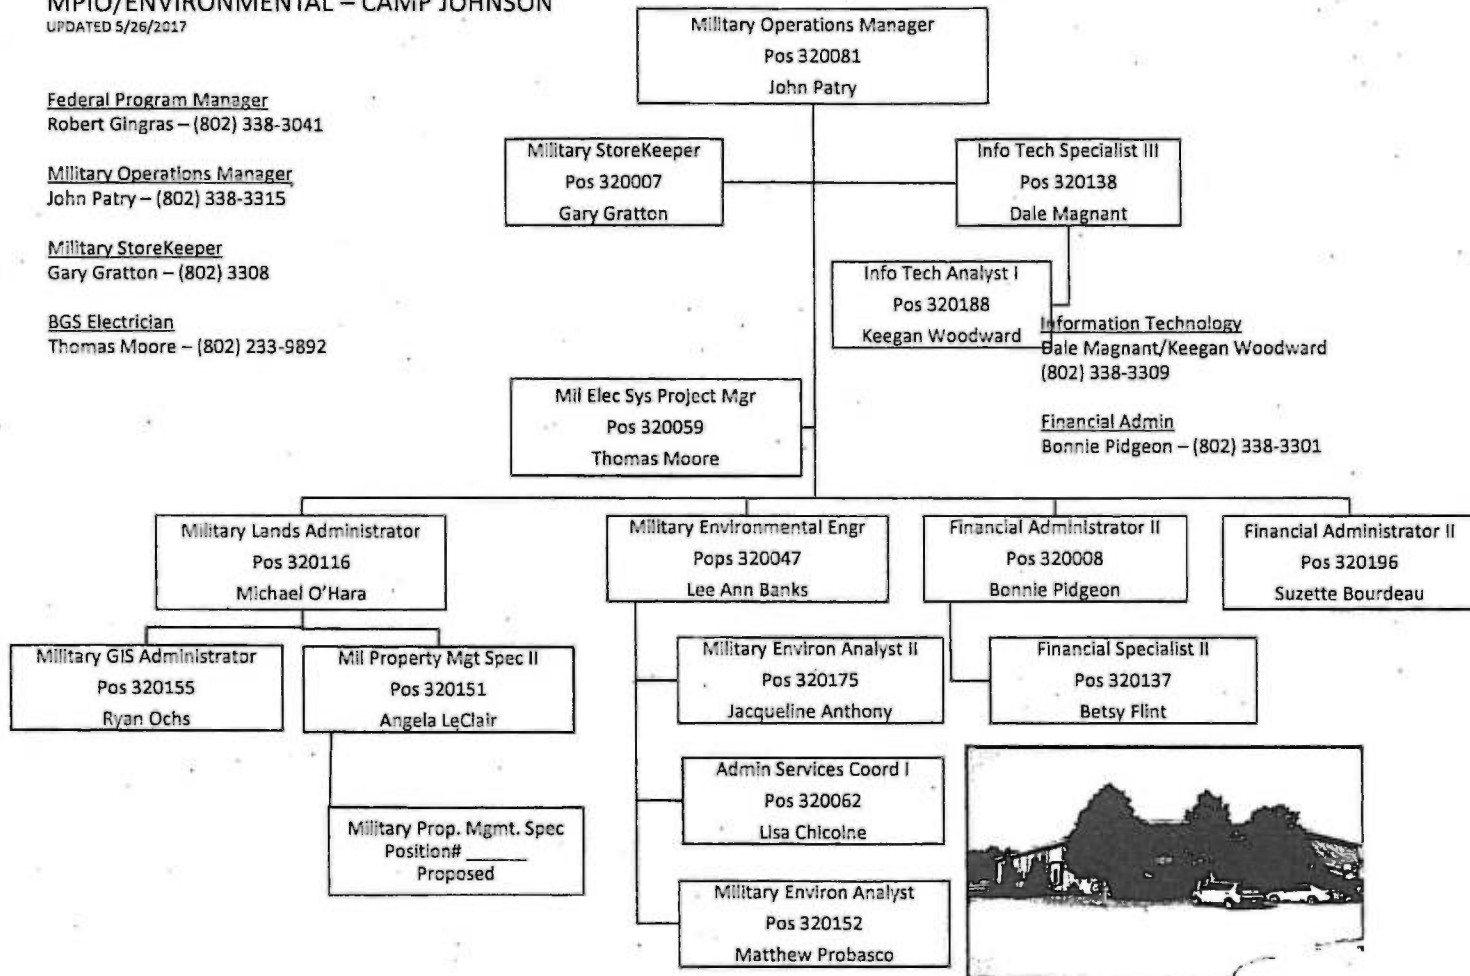 MPIO/ENVIRONMENTAL – CAMP JOHNSON
UPDATED 5/26/2017
Federal Program Manager
Robert Gingras – (802) 338-3041
Military Operations Manager
John Patry – (802) 338-3315
Military StoreKeeper
Gary Gratton – (802) 3308
BGS Electrician
Thomas Moore – (802) 233-9892
Military Operations Manager
Pos 320081
John Patry
Military StoreKeeper
Pos 320007
Gary Gratton
Info Tech Specialist III
Pos 320138
Dale Magnant
Info Tech Analyst I
Pos 320188
Keegan Woodward
Information Technology
Dale Magnant/Keegan Woodward
(802) 338-3309
Financial Admin
Bonnie Pidgeon – (802) 338-3301
Mil Elec Sys Project Mgr
Pos 320059
Thomas Moore
Military Lands Administrator
Pos 320116
Michael O'Hara
Military Environmental Engr
Pops 320047
Lee Ann Banks
Financial Administrator II
Pos 320008
Bonnie Pidgeon
Financial Administrator II
Pos 320196
Suzette Bourdeau
Military GIS Administrator
Pos 320155
Ryan Ochs
Mil Property Mgt Spec II
Pos 320151
Angela LeClair
Military Environ Analyst II
Pos 320175
Jacqueline Anthony
Financial Specialist II
Pos 320137
Betsy Flint
Admin Services Coord I
Pos 320062
Lisa Chicoine
Military Prop. Mgmt. Spec
Position# ______
Proposed
Military Environ Analyst
Pos 320152
Matthew Probasco